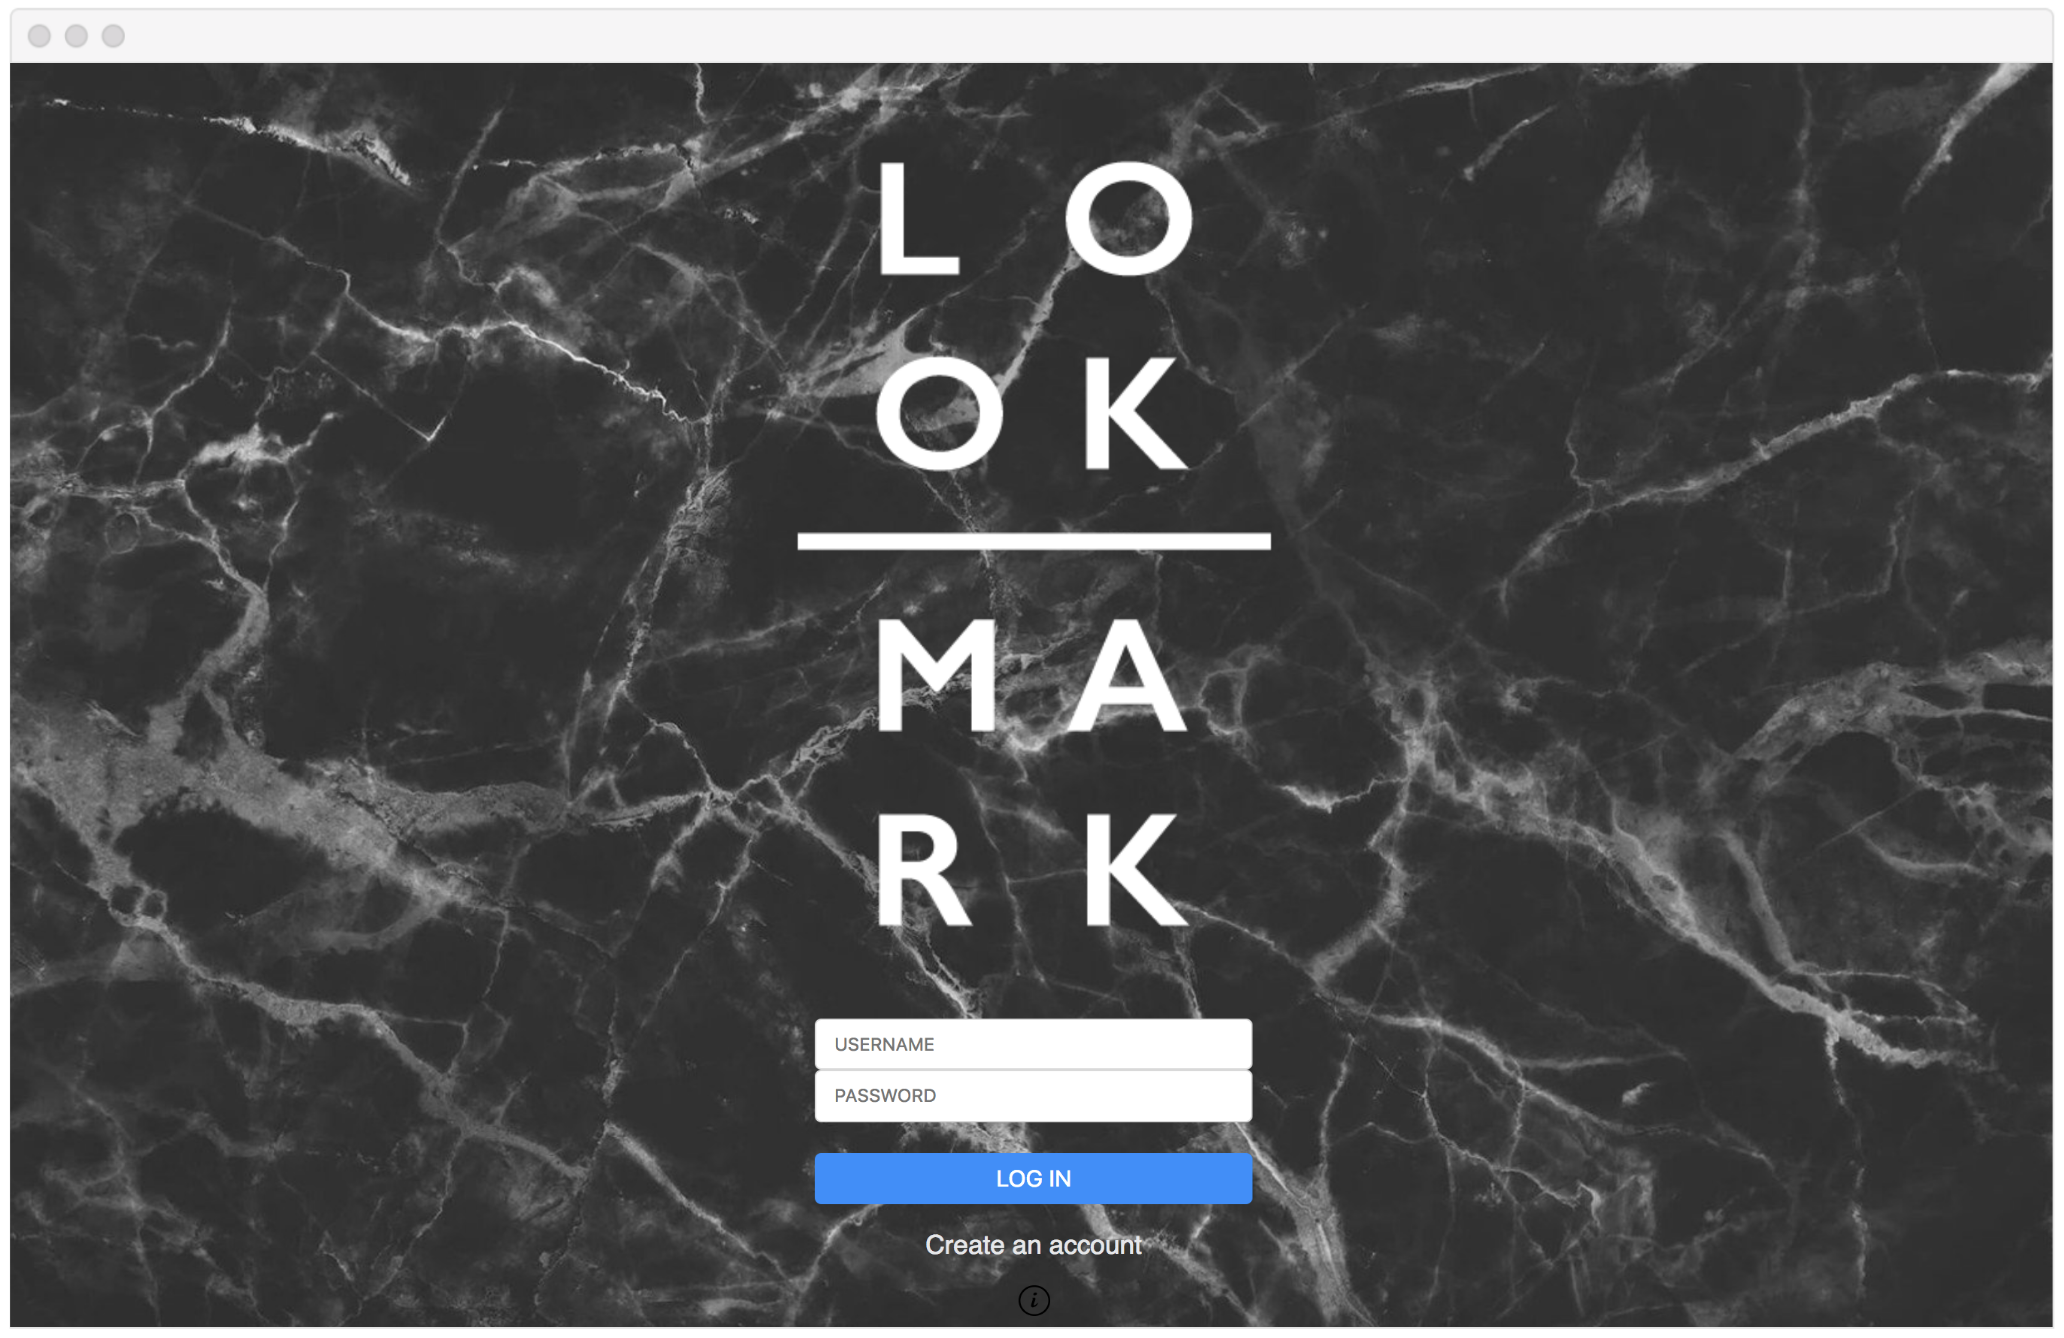 L O
O K
M A
R K
USERNAME
PASSWORD
LOG IN
Create an account
i